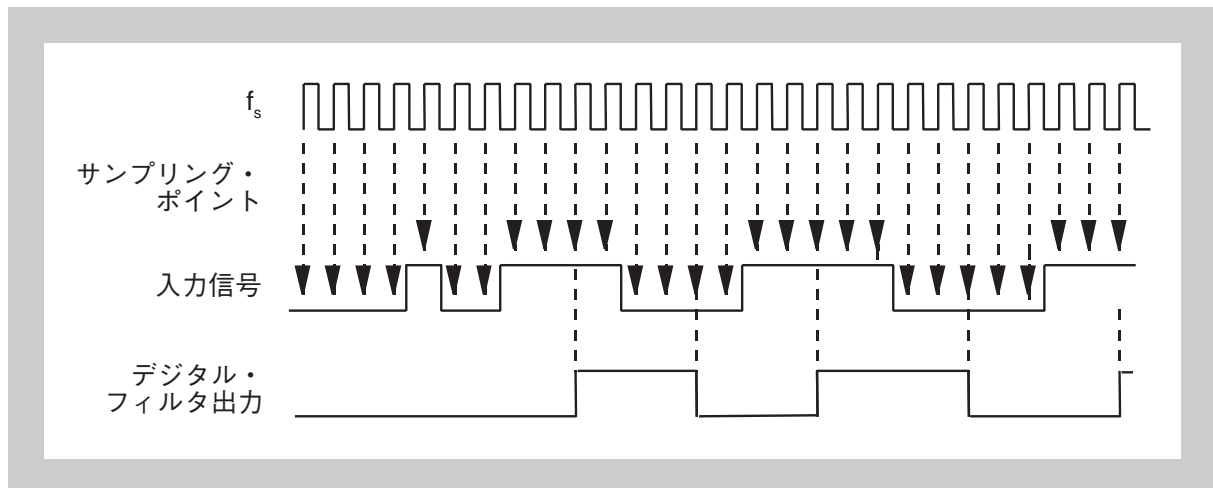 fs
サンプリング・
ポイント
入力信号
デジタル・
フィルタ出力